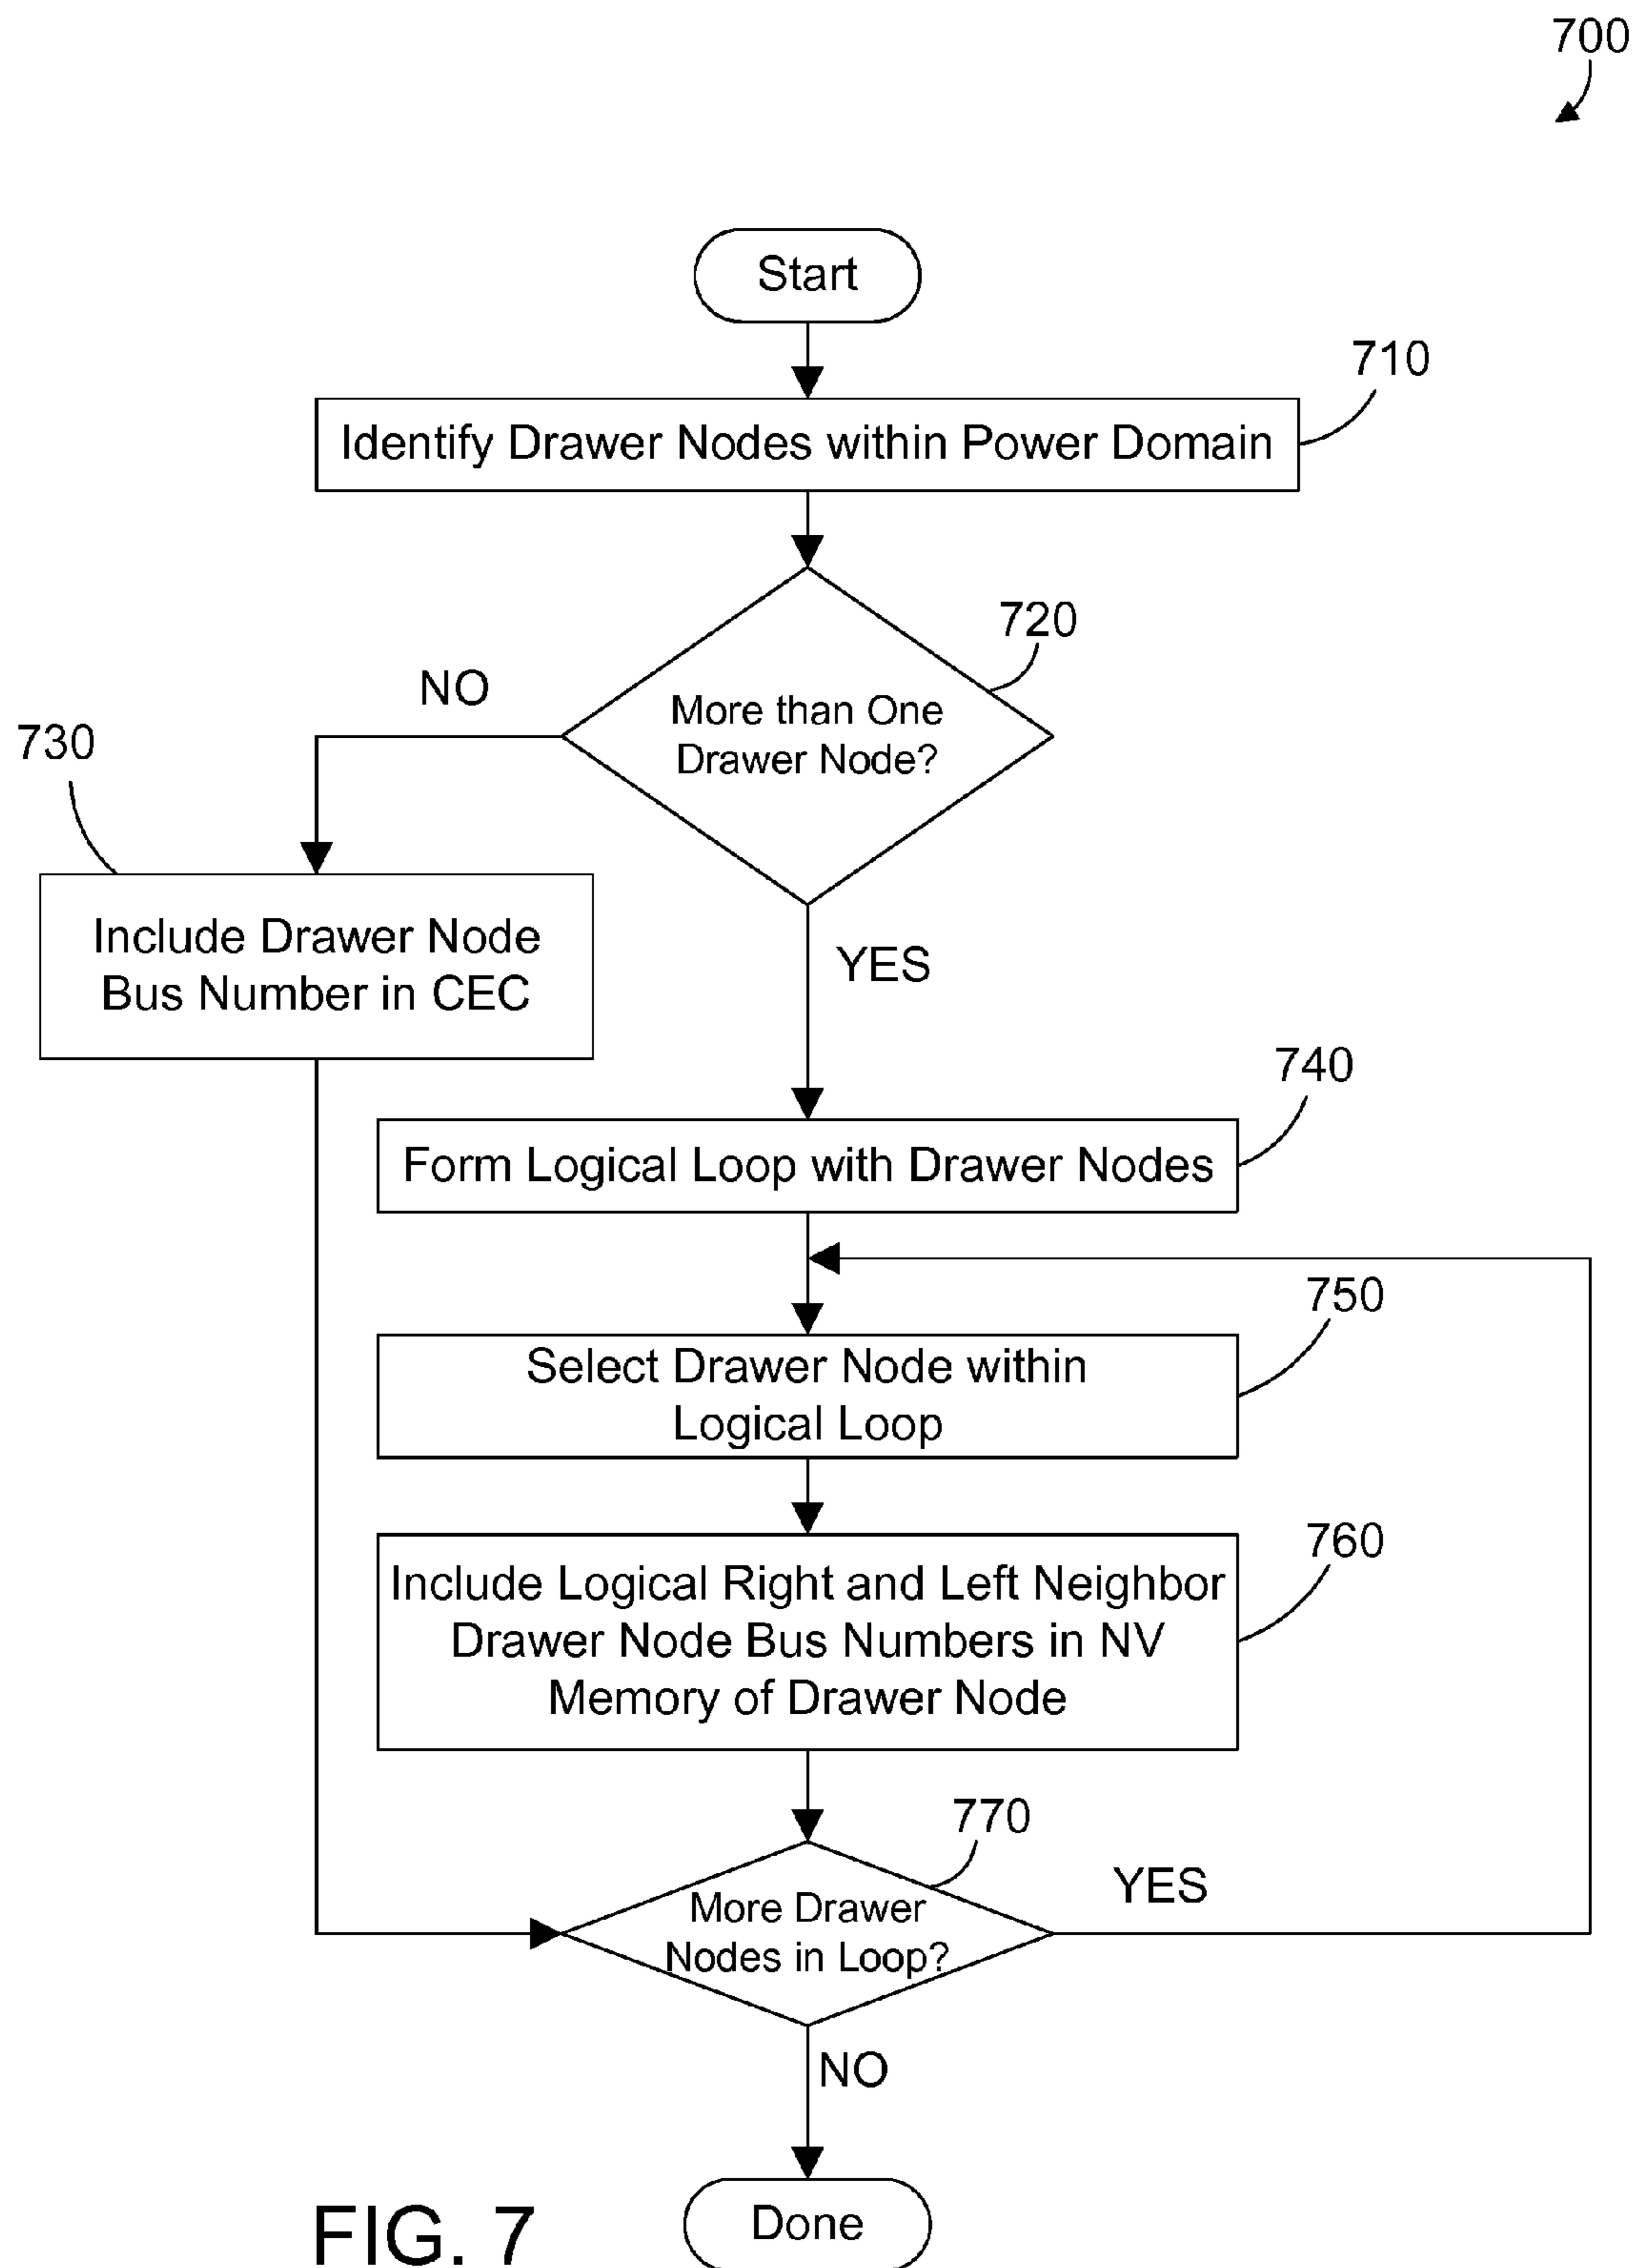 700
Start
710
Identify Drawer Nodes within Power Domain
720
NO
More than One
Drawer Node?
730
Include Drawer Node
Bus Number in CEC
YES
740
Form Logical Loop with Drawer Nodes
750
Select Drawer Node within
Logical Loop
760
Include Logical Right and Left Neighbor
Drawer Node Bus Numbers in NV
Memory of Drawer Node
770
YES
More Drawer
Nodes in Loop?
NO
Done
FIG. 7